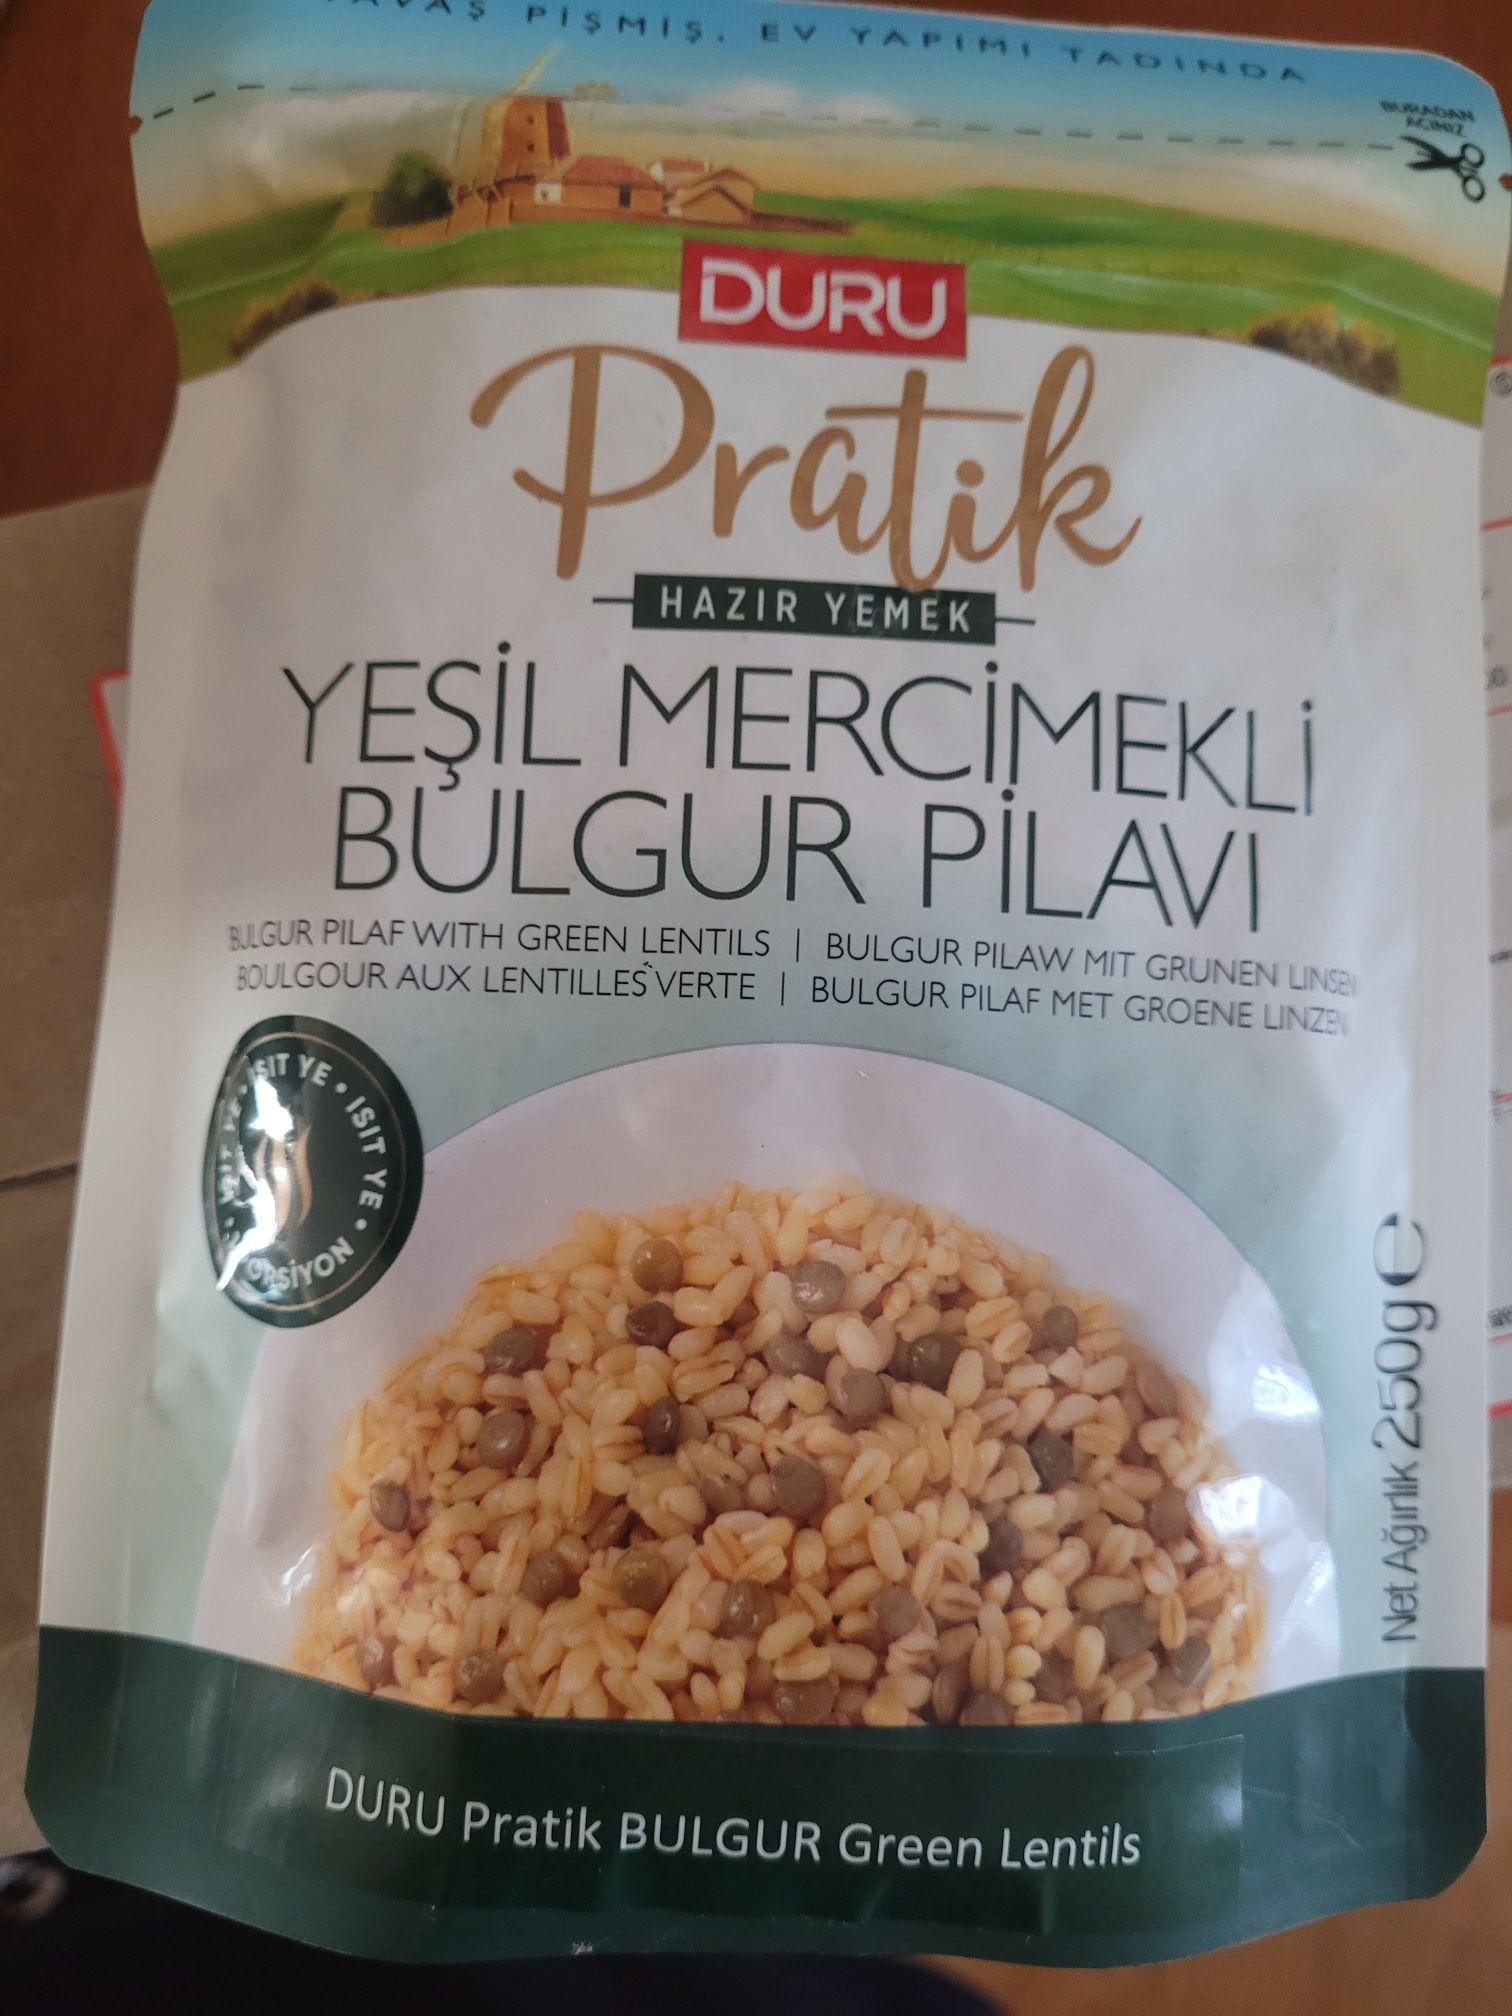 PİŞMİŞ, EV YAPIMI TADINDA
BURADAN
AÇINIZ
DURU
Pratik
HAZIR YEMEK
YEŞİL MERCİMEKLİ
BULGUR PİLAVI
BULGUR PILAF WITH GREEN LENTILS | BULGUR PILAW MIT GRUNEN LINSEN
BOULGOUR AUX LENTILLES VERTE | BULGUR PILAF MET GROENE LINZEN
ISIT YE • ISIT YE •
Net Ağırlık 250g e
DURU Pratik BULGUR Green Lentils